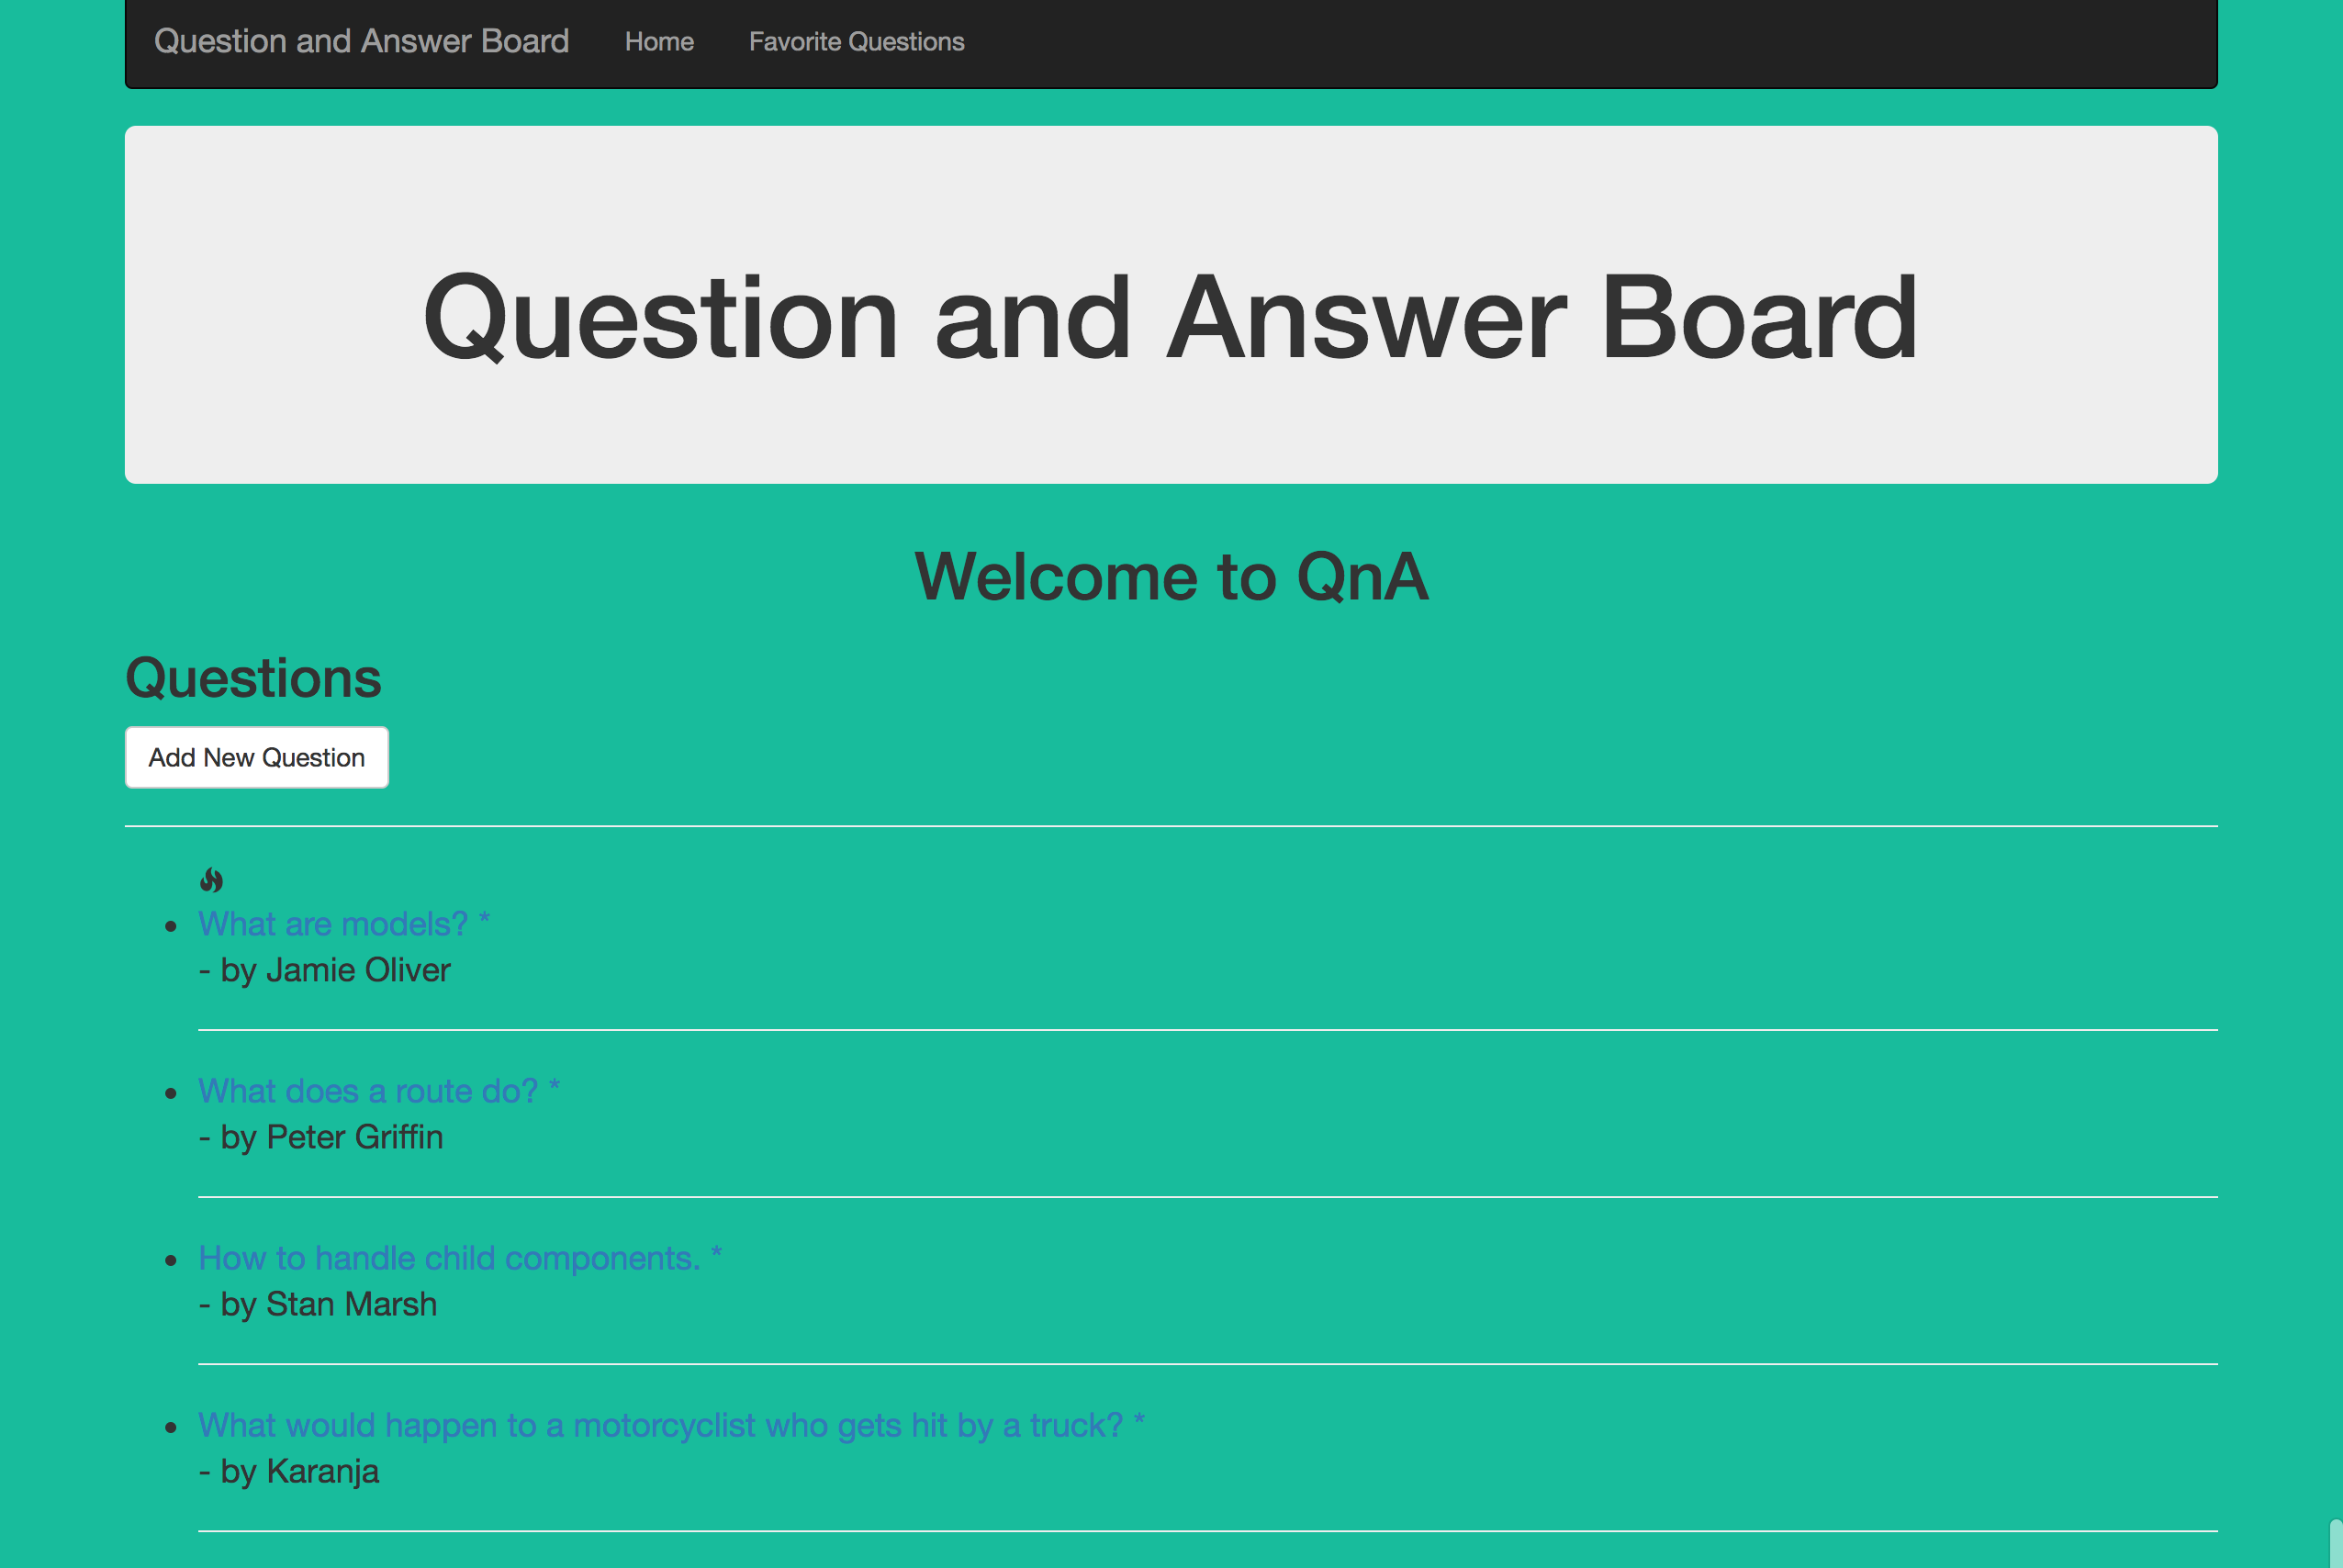 Question and Answer Board Home Favorite Questions
Question and Answer Board
Welcome to QnA
Questions
Add New Question
What are models? *
- by Jamie Oliver
What does a route do? *
- by Peter Griffin
How to handle child components. *
- by Stan Marsh
What would happen to a motorcyclist who gets hit by a truck? *
- by Karanja